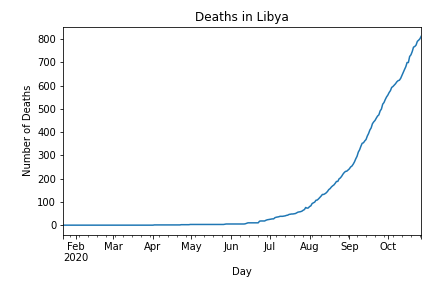 Deaths in Libya
800
700
600
500
400
300
200
100
0
Number of Deaths
Feb Mar Apr May Jun Jul Aug Sep Oct
2020
Day